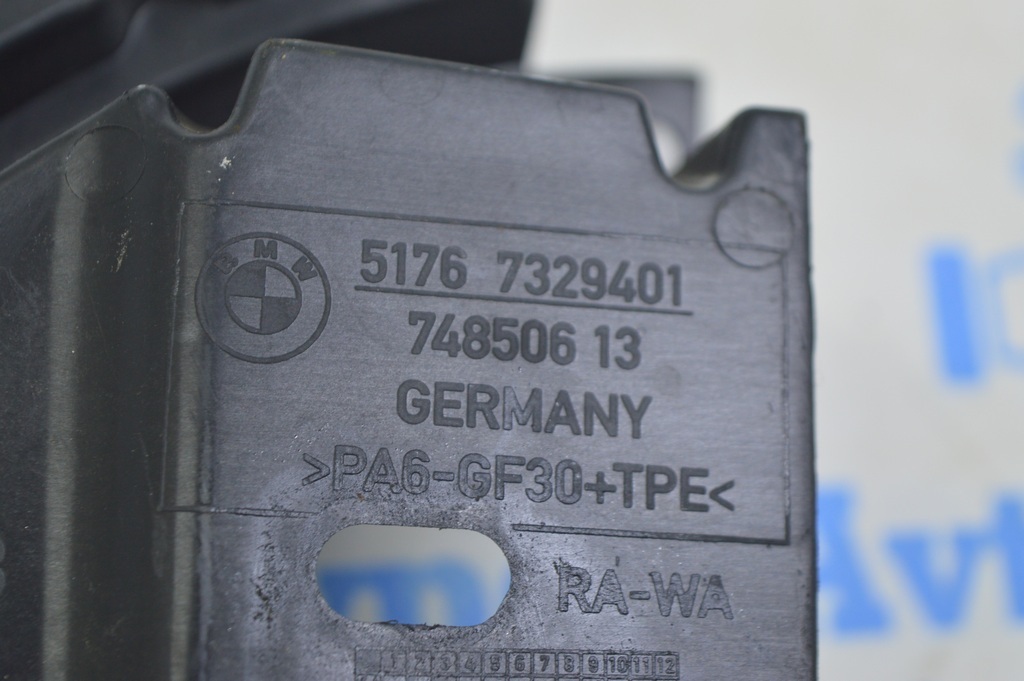 BMW
5176 7329401
748506 13
GERMANY
>PA6-GF30+TPE<
RA-WA
1 2 3 4 5 6 7 8 9 10 11 12